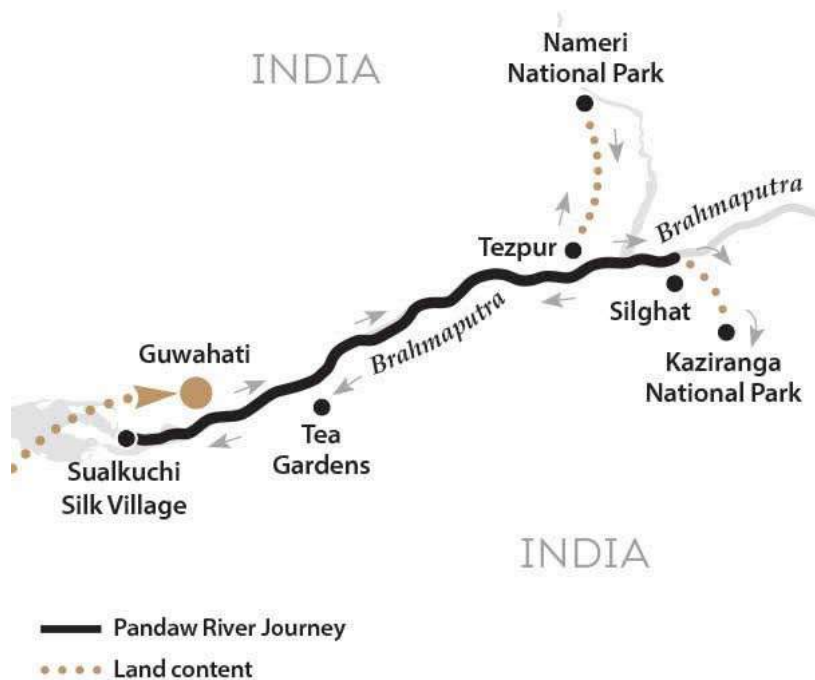 Nameri
National Park
INDIA
Brahmaputra
Tezpur
Silghat
Brahmaputra
Guwahati
Kaziranga
National Park
Tea
Gardens
Sualkuchi
Silk Village
INDIA
Pandaw River Journey
Land content